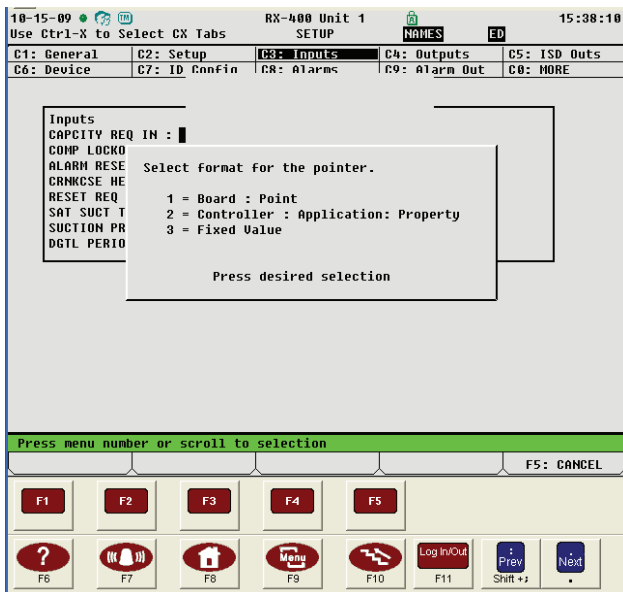 10-15-09 TM RX-400 Unit 1 15:38:10
Use Ctrl-X to Select CX Tabs SETUP NAMES ED
C1: General C2: Setup C3: Inputs C4: Outputs C5: ISD Outs
C6: Device C7: ID Config C8: Alarms C9: Alarm Out C0: MORE
Inputs
CAPCITY REQ IN :
COMP LOCKO
ALARM RESE
CRNKCSE HE
RESET REQ
SAT SUCT T
SUCTION PR
DGTL PERIO
Select format for the pointer.
1 = Board : Point
2 = Controller : Application: Property
3 = Fixed Value
Press desired selection
Press menu number or scroll to selection
F5: CANCEL
F1 F2 F3 F4 F5
? Menu Log In/Out : Prev . Next
F6 F7 F8 F9 F10 F11 Shift +; .